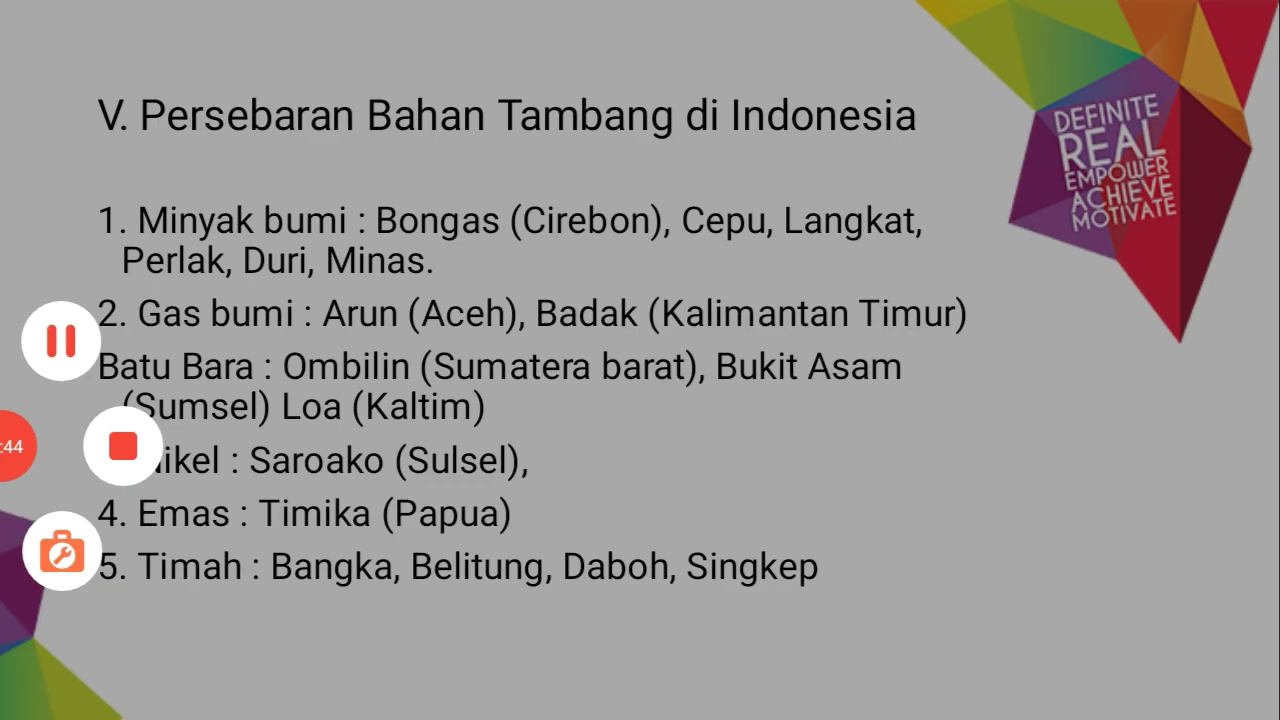 V. Persebaran Bahan Tambang di Indonesia
DEFINITE
REAL
EMPOWER
ACHIEVE
MOTIVATE
1. Minyak bumi : Bongas (Cirebon), Cepu, Langkat,
Perlak, Duri, Minas.
2. Gas bumi : Arun (Aceh), Badak (Kalimantan Timur)
Batu Bara : Ombilin (Sumatera barat), Bukit Asam
(Sumsel) Loa (Kaltim)
:44
: Saroako (Sulsel),
4. Emas : Timika (Papua)
5. Timah : Bangka, Belitung, Daboh, Singkep